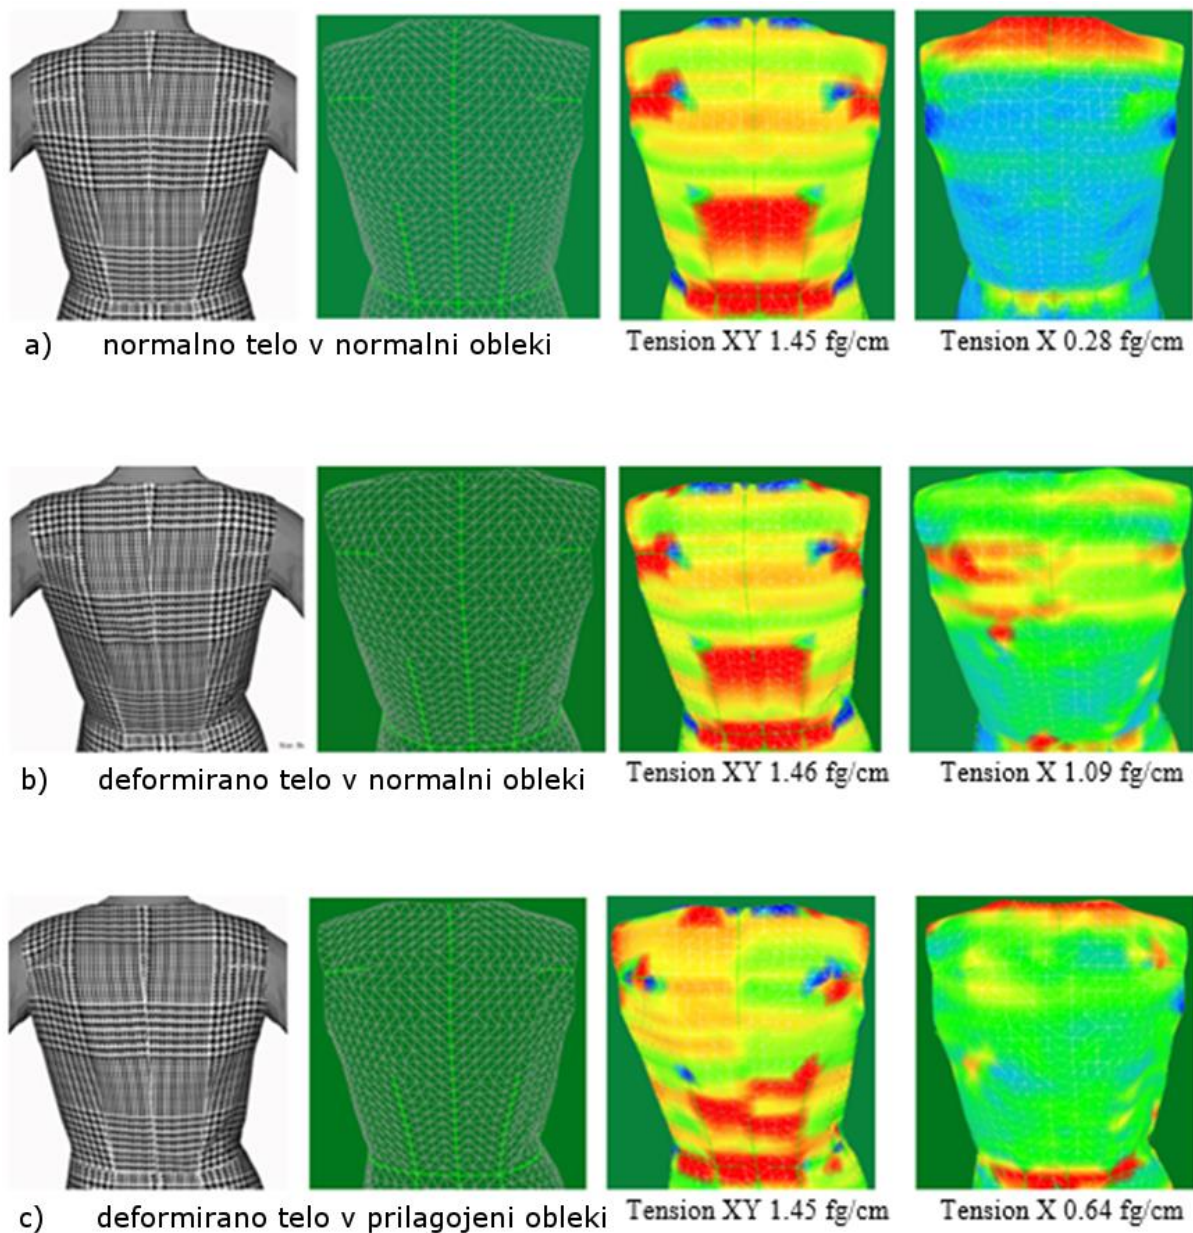 a) normalno telo v normalni obleki
Tension XY 1.45 fg/cm
Tension X 0.28 fg/cm
b) deformirano telo v normalni obleki
Tension XY 1.46 fg/cm
Tension X 1.09 fg/cm
c) deformirano telo v prilagojeni obleki
Tension XY 1.45 fg/cm
Tension X 0.64 fg/cm